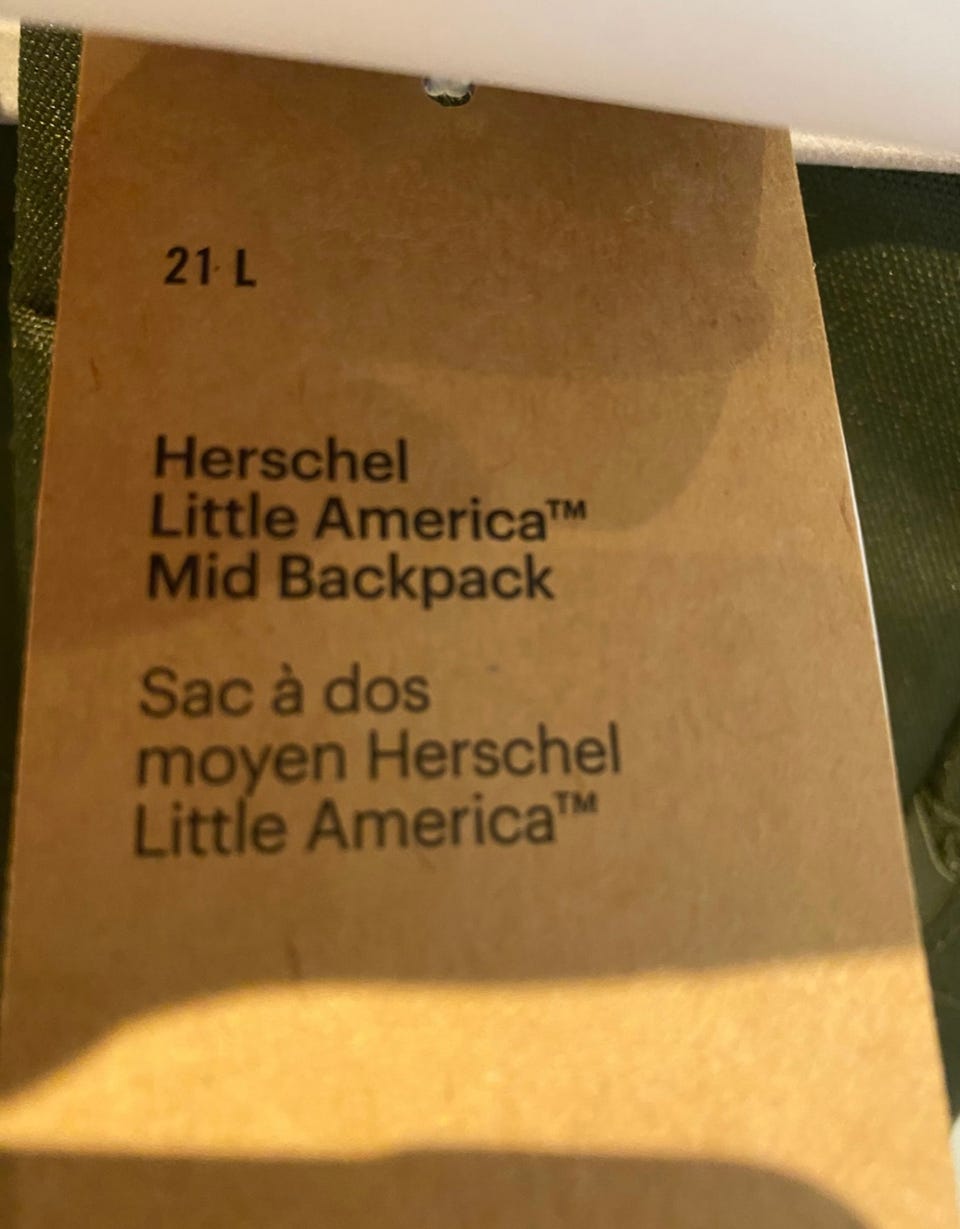 21 L
Herschel
Little America™
Mid Backpack
Sac à dos
moyen Herschel
Little America™